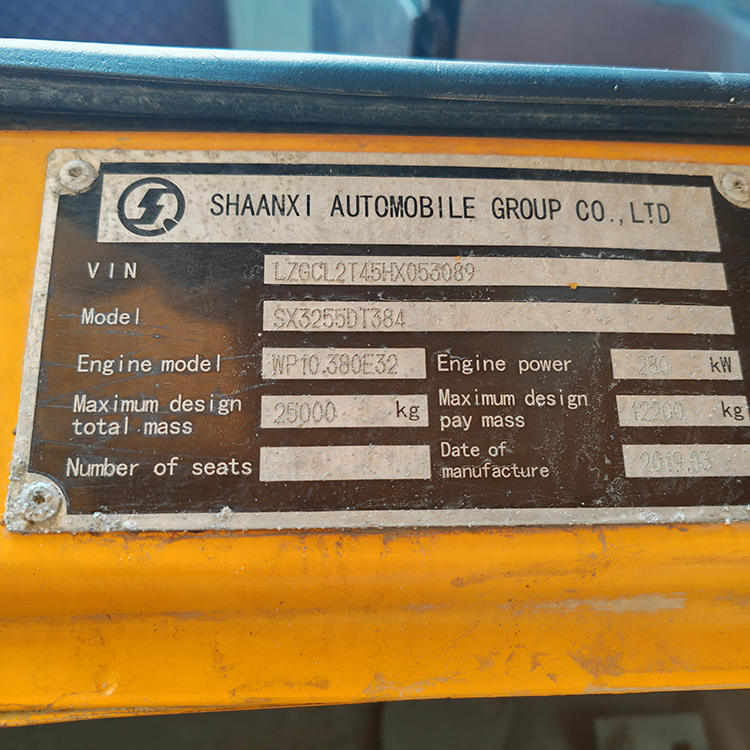 SHAANXI AUTOMOBILE GROUP CO.,LTD
VIN LZGCL2T45HX053089
Model SX3255DT384
Engine model WP10.380E32 Engine power 280 kW
Maximum design total mass 25000 kg Maximum design pay mass 12200 kg
Number of seats Date of manufacture 2019.03